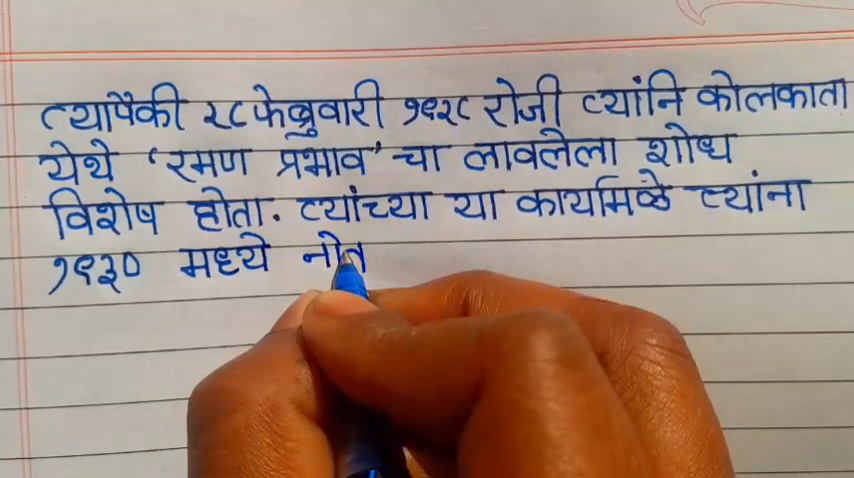 त्यापैकी २८ फेब्रुवारी १९२८ रोजी त्यांनि कोलकाता
येथे 'रमण प्रभाव' चा लावलेला शोध
विशेष होता. त्यांच्या या कार्यामिळे त्यांना
१९३० मध्ये नोव